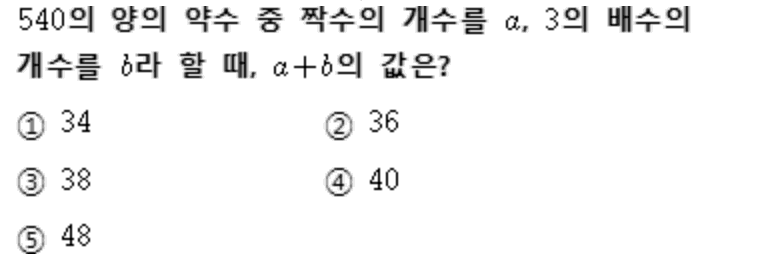 540의 양의 약수 중 짝수의 개수를 a, 3의 배수의
개수를 b라 할 때, a+b의 값은?
① 34 ② 36
③ 38 ④ 40
⑤ 48